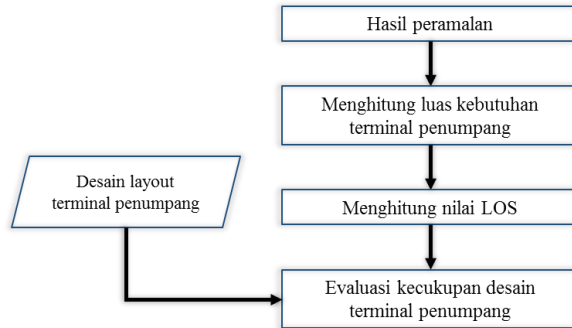 Hasil peramalan
Menghitung luas kebutuhan
terminal penumpang
Desain layout
terminal penumpang
Menghitung nilai LOS
Evaluasi kecukupan desain
terminal penumpang